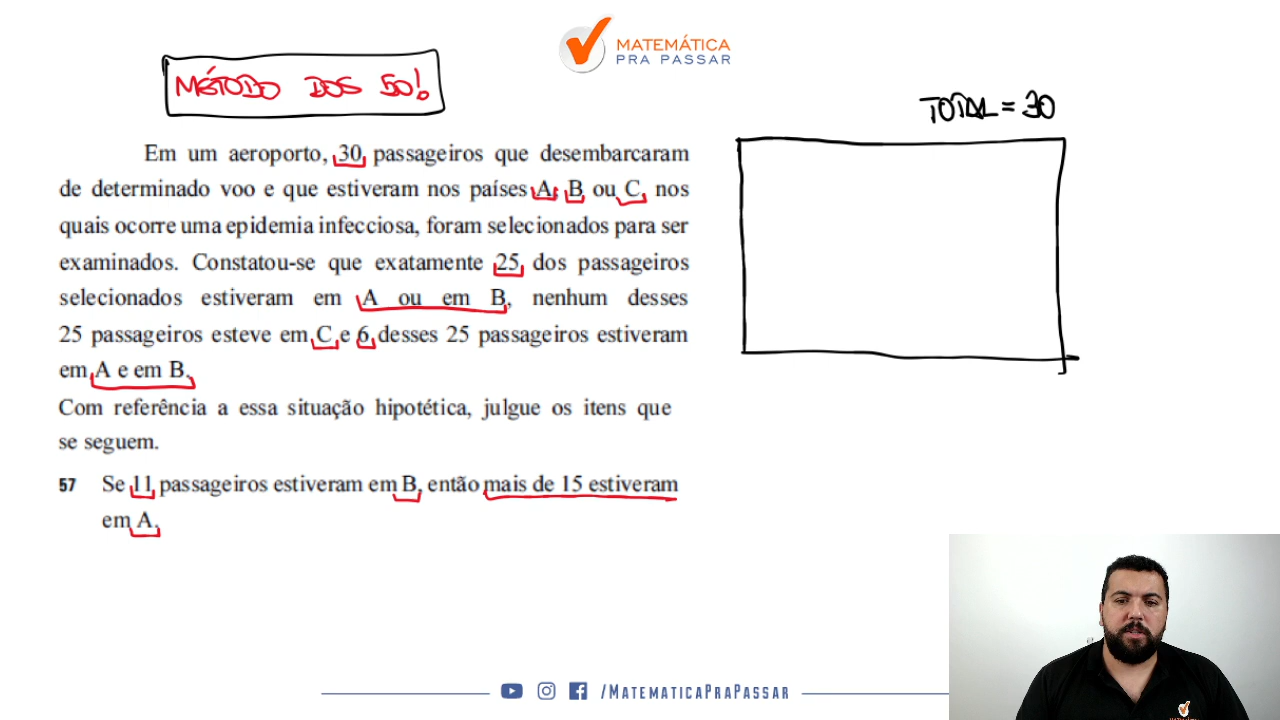 MATEMÁTICA
PRA PASSAR
MÉTODO DOS 50!
TOTAL = 30
Em um aeroporto, 30 passageiros que desembarcaram
de determinado voo e que estiveram nos países A, B ou C, nos
quais ocorre uma epidemia infecciosa, foram selecionados para ser
examinados. Constatou-se que exatamente 25 dos passageiros
selecionados estiveram em A ou em B, nenhum desses
25 passageiros esteve em C e 6 desses 25 passageiros estiveram
em A e em B.
Com referência a essa situação hipotética, julgue os itens que
se seguem.
57 Se 11 passageiros estiveram em B, então mais de 15 estiveram
em A.
/MATEMATICAPRAPASSAR